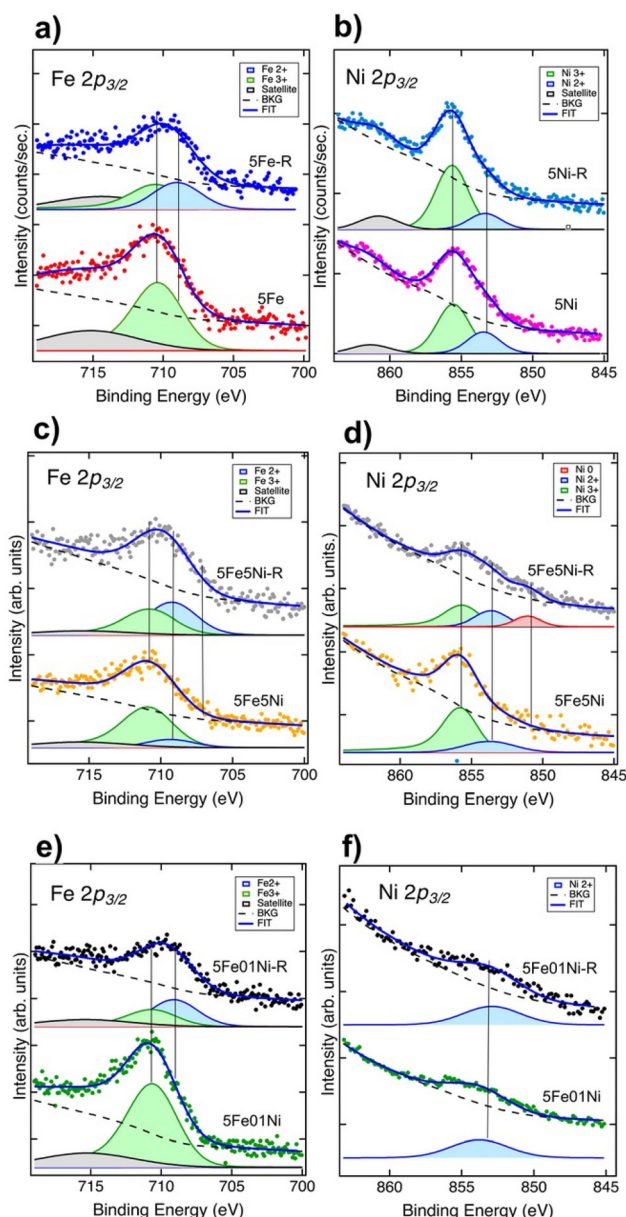 a)
Fe 2p3/2
Fe 2+
Fe 3+
Satellite
BKG
FIT
5Fe-R
5Fe
Intensity (counts/sec.)
715
710
705
700
Binding Energy (eV)
b)
Ni 2p3/2
Ni 3+
Ni 2+
Satellite
BKG
FIT
5Ni-R
5Ni
Intensity (counts/sec.)
860
855
850
845
Binding Energy (eV)
c)
Fe 2p3/2
Fe 2+
Fe 3+
Satellite
BKG
FIT
5Fe5Ni-R
5Fe5Ni
Intensity (arb. units.)
715
710
705
700
Binding Energy (eV)
d)
Ni 2p3/2
Ni 0
Ni 2+
Ni 3+
BKG
FIT
5Fe5Ni-R
5Fe5Ni
Intensity (arb. units.)
860
855
850
845
Binding Energy (eV)
e)
Fe 2p3/2
Fe2+
Fe3+
Satellite
BKG
FIT
5Fe01Ni-R
5Fe01Ni
Intensity (arb. units)
715
710
705
700
Binding Energy (eV)
f)
Ni 2p3/2
Ni 2+
BKG
FIT
5Fe01Ni-R
5Fe01Ni
Intensity (arb. units)
860
855
850
845
Binding Energy (eV)